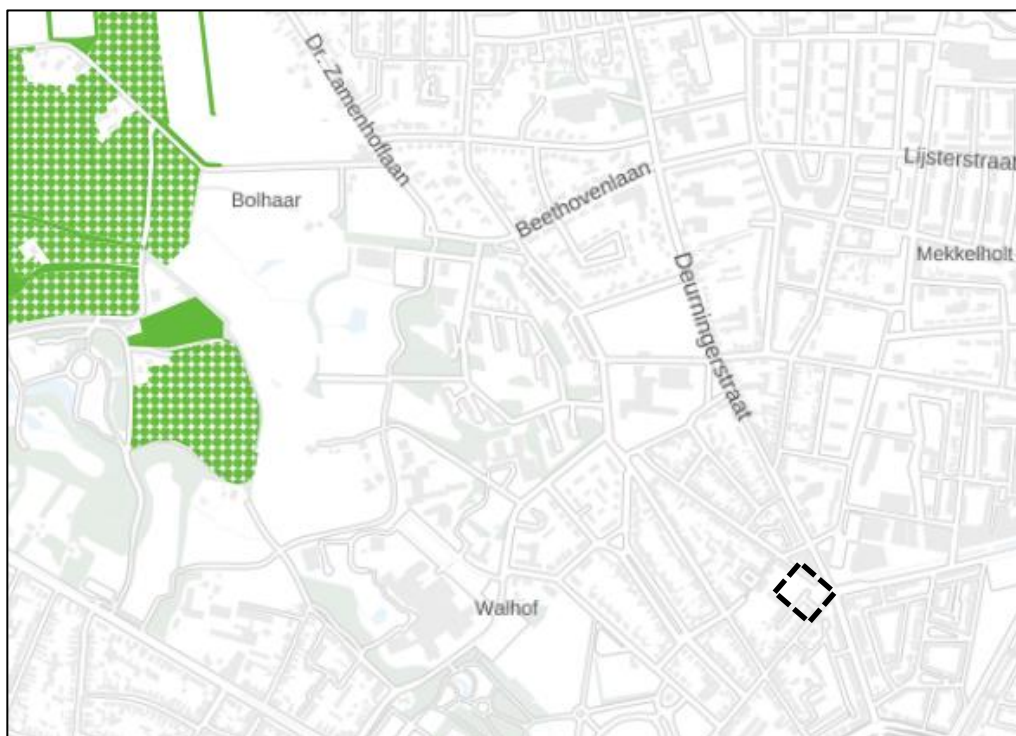 Dr. Zamenhoflaan
Lijsterstraat
Bolhaar
Beethovenlaan
Mekkelholt
Deurningerstraat
Walhof